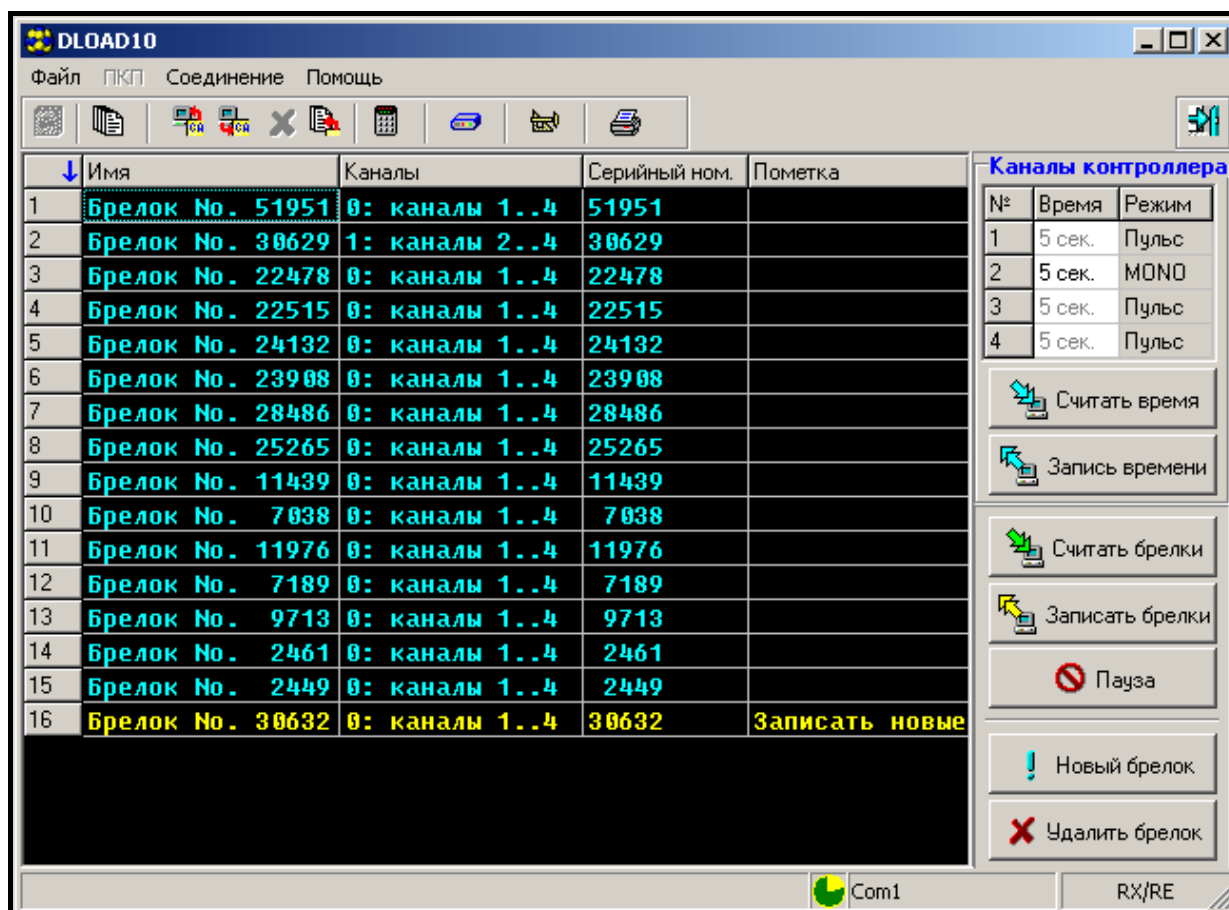 DLOAD10
Файл ПКП Соединение Помощь
Имя Каналы Серийный ном. Пометка
1 Брелок No. 51951 0: каналы 1..4 51951
2 Брелок No. 30629 1: каналы 2..4 30629
3 Брелок No. 22478 0: каналы 1..4 22478
4 Брелок No. 22515 0: каналы 1..4 22515
5 Брелок No. 24132 0: каналы 1..4 24132
6 Брелок No. 23908 0: каналы 1..4 23908
7 Брелок No. 28486 0: каналы 1..4 28486
8 Брелок No. 25265 0: каналы 1..4 25265
9 Брелок No. 11439 0: каналы 1..4 11439
10 Брелок No. 7038 0: каналы 1..4 7038
11 Брелок No. 11976 0: каналы 1..4 11976
12 Брелок No. 7189 0: каналы 1..4 7189
13 Брелок No. 9713 0: каналы 1..4 9713
14 Брелок No. 2461 0: каналы 1..4 2461
15 Брелок No. 2449 0: каналы 1..4 2449
16 Брелок No. 30632 0: каналы 1..4 30632 Записать новые
Каналы контроллера
№ Время Режим
1 5 сек. Пульс
2 5 сек. MONO
3 5 сек. Пульс
4 5 сек. Пульс
Считать время
Запись времени
Считать брелки
Записать брелки
Пауза
Новый брелок
Удалить брелок
Com1 RX/RE